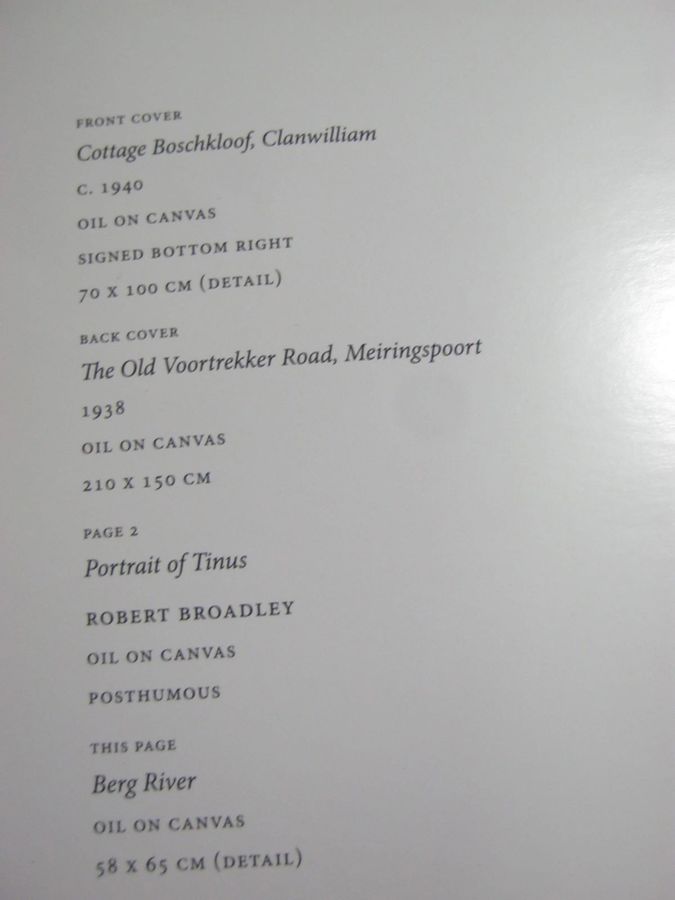 FRONT COVER
Cottage Boschkloof, Clanwilliam
C. 1940
OIL ON CANVAS
SIGNED BOTTOM RIGHT
70 X 100 CM (DETAIL)
BACK COVER
The Old Voortrekker Road, Meiringspoort
1938
OIL ON CANVAS
210 X 150 CM
PAGE 2
Portrait of Tinus
ROBERT BROADLEY
OIL ON CANVAS
POSTHUMOUS
THIS PAGE
Berg River
OIL ON CANVAS
58 X 65 CM (DETAIL)